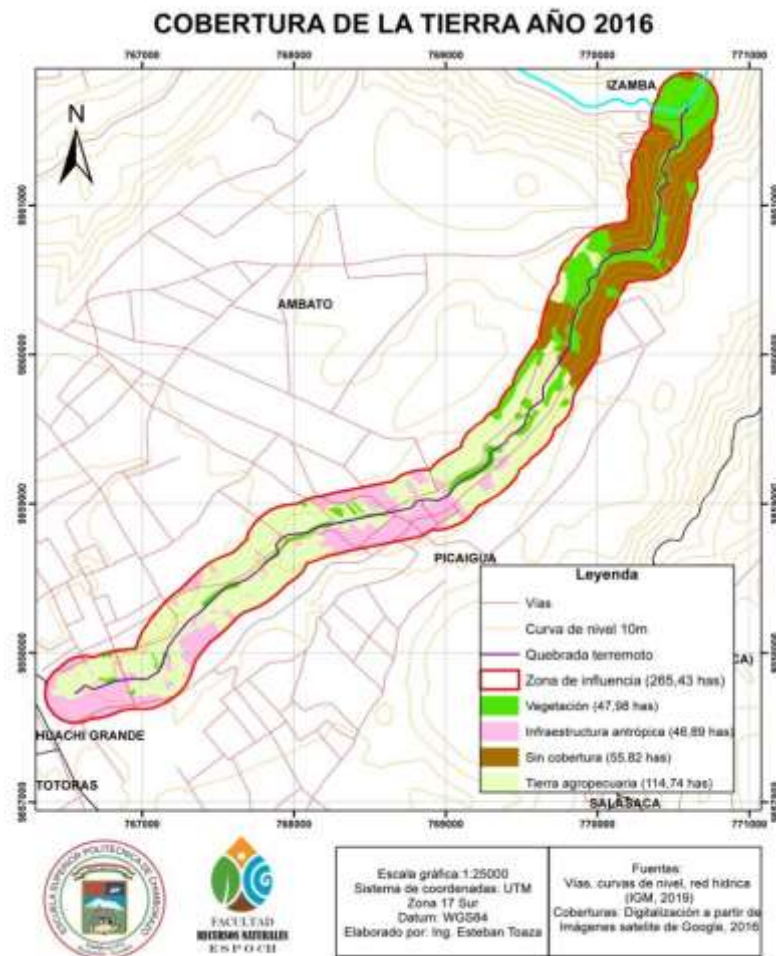 COBERTURA DE LA TIERRA AÑO 2016
767000 768000 769000 770000 771000
IZAMBA
N
AMBATO
PICAIGUA
HUACHI GRANDE
TOTORAS
SALASACA
Leyenda
Vías
Curva de nivel 10m
Quebrada terremoto
Zona de influencia (265,43 has)
Vegetación (47,98 has)
Infraestructura antrópica (46,89 has)
Sin cobertura (55,82 has)
Tierra agropecuaria (114,74 has)
767000 768000 769000 770000 771000
ESCUELA SUPERIOR POLITÉCNICA DE CHIMBORAZO
FACULTAD
RECURSOS NATURALES
ESPOCH
Escala gráfica:1:25000
Sistema de coordenadas: UTM
Zona 17 Sur
Datum: WGS84
Elaborado por: Ing. Esteban Toaza
Fuentes:
Vías, curvas de nivel, red hídrica
(IGM, 2019)
Coberturas: Digitalización a partir de
Imágenes satelite de Google, 2016